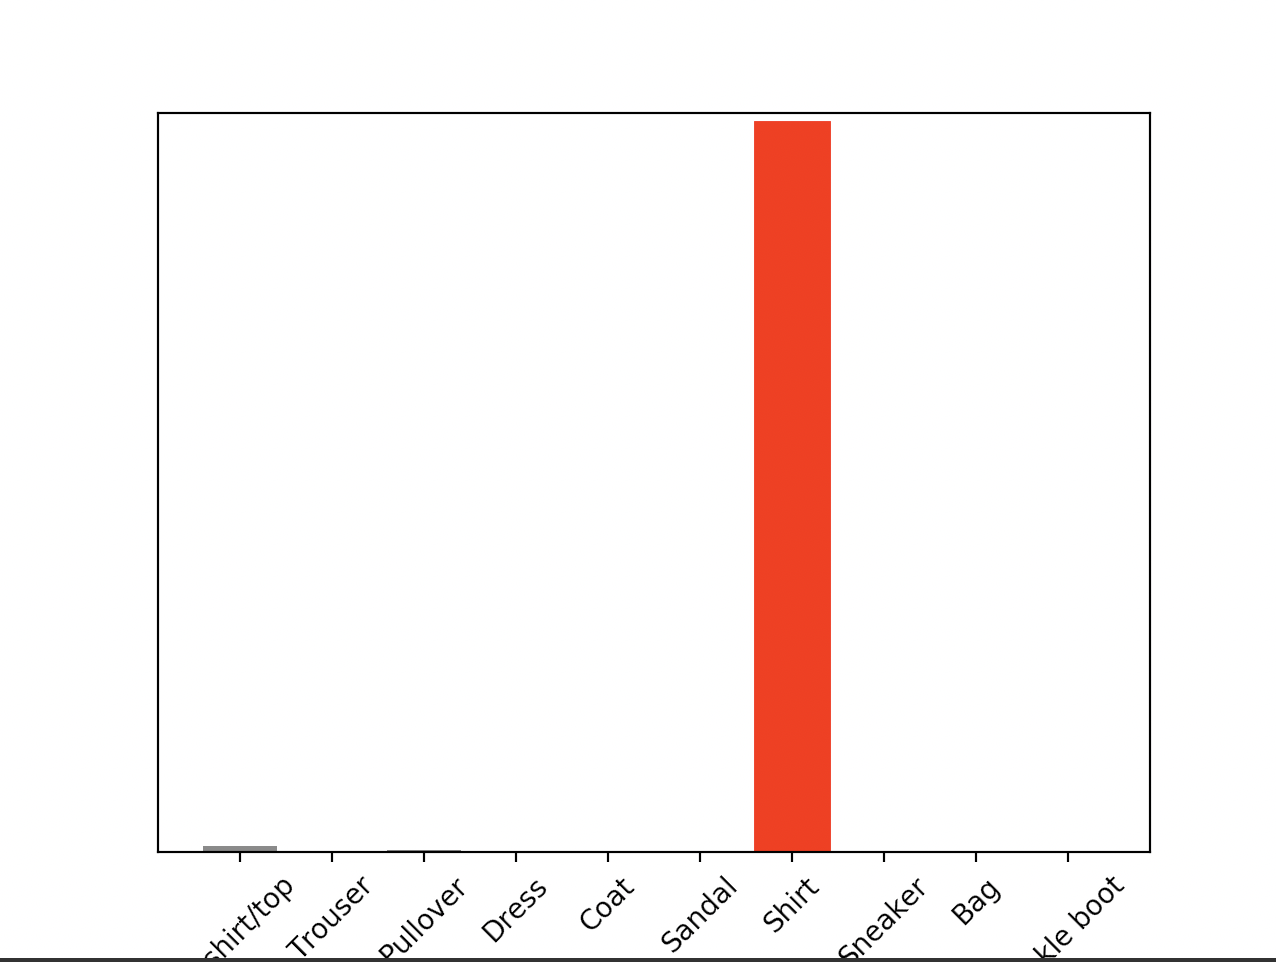 shirt/top
Trouser
Pullover
Dress
Coat
Sandal
Shirt
Sneaker
Bag
kle boot